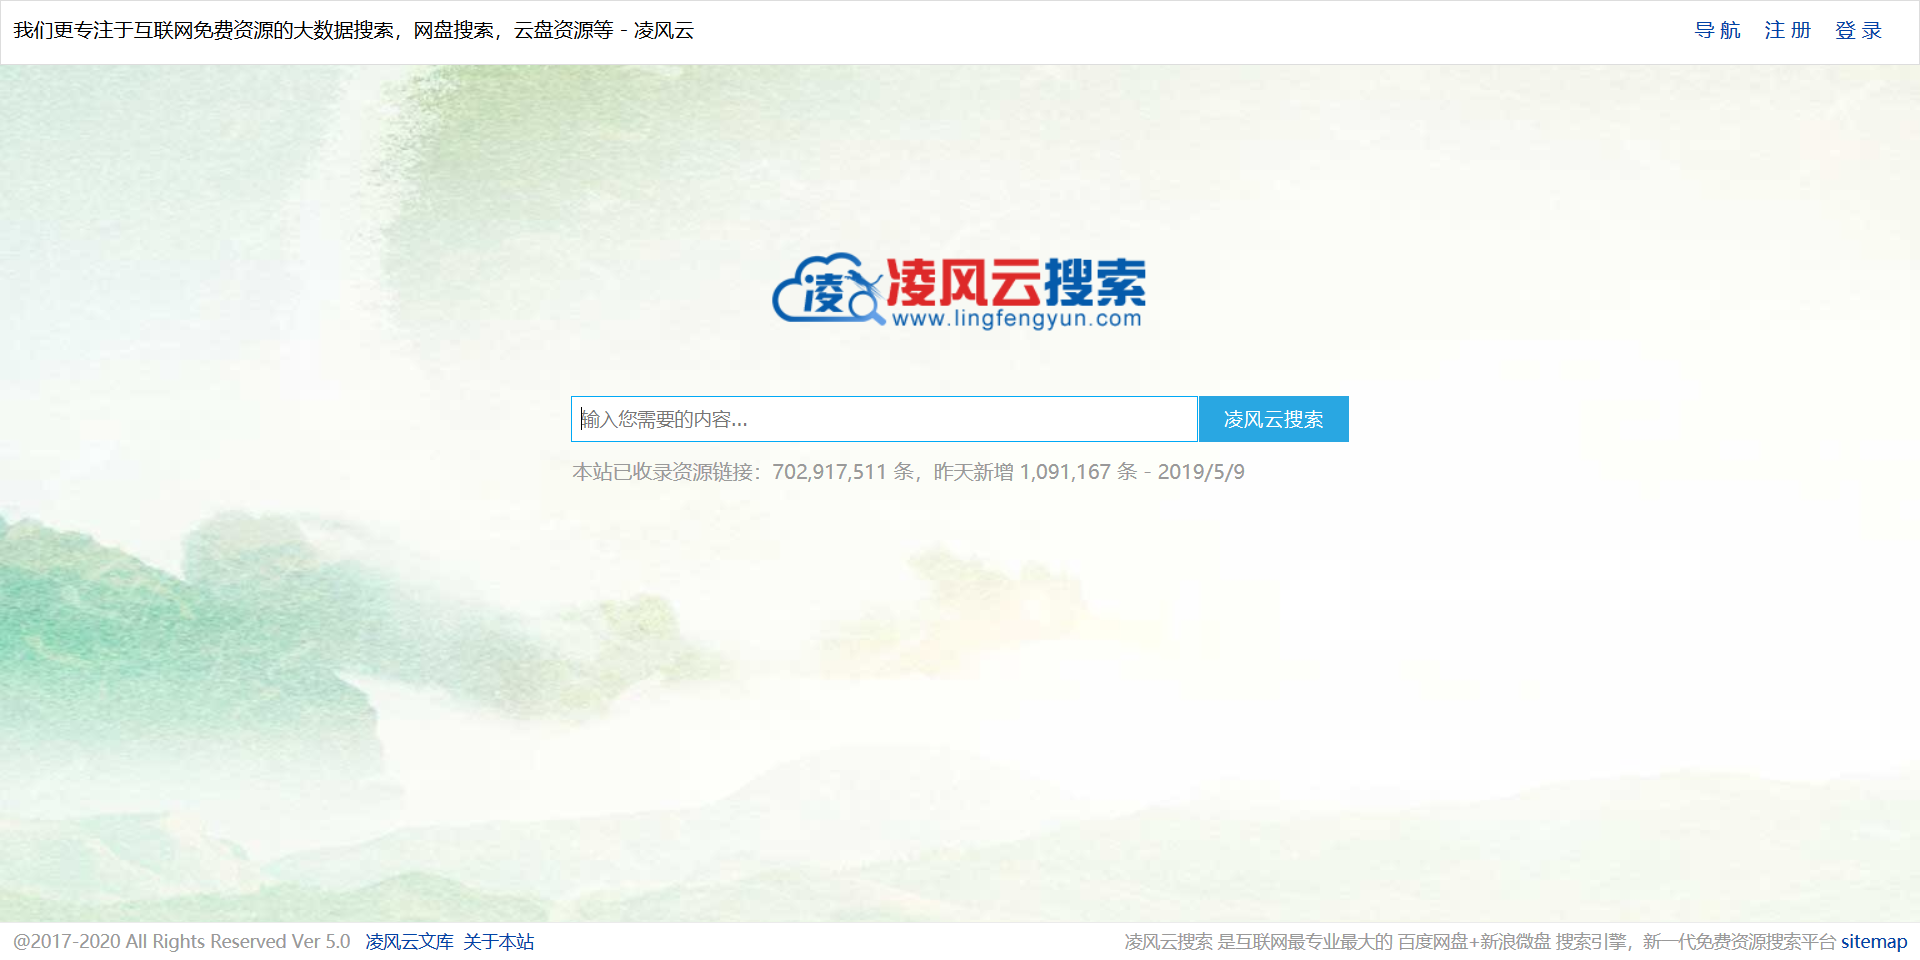 我们更专注于互联网免费资源的大数据搜索，网盘搜索，云盘资源等 - 凌风云
导 航 注 册 登 录
凌 凌风云搜索
www.lingfengyun.com
输入您需要的内容...
凌风云搜索
本站已收录资源链接：702,917,511 条，昨天新增 1,091,167 条 - 2019/5/9
@2017-2020 All Rights Reserved Ver 5.0 凌风云文库 关于本站
凌风云搜索 是互联网最专业最大的 百度网盘+新浪微盘 搜索引擎，新一代免费资源搜索平台 sitemap